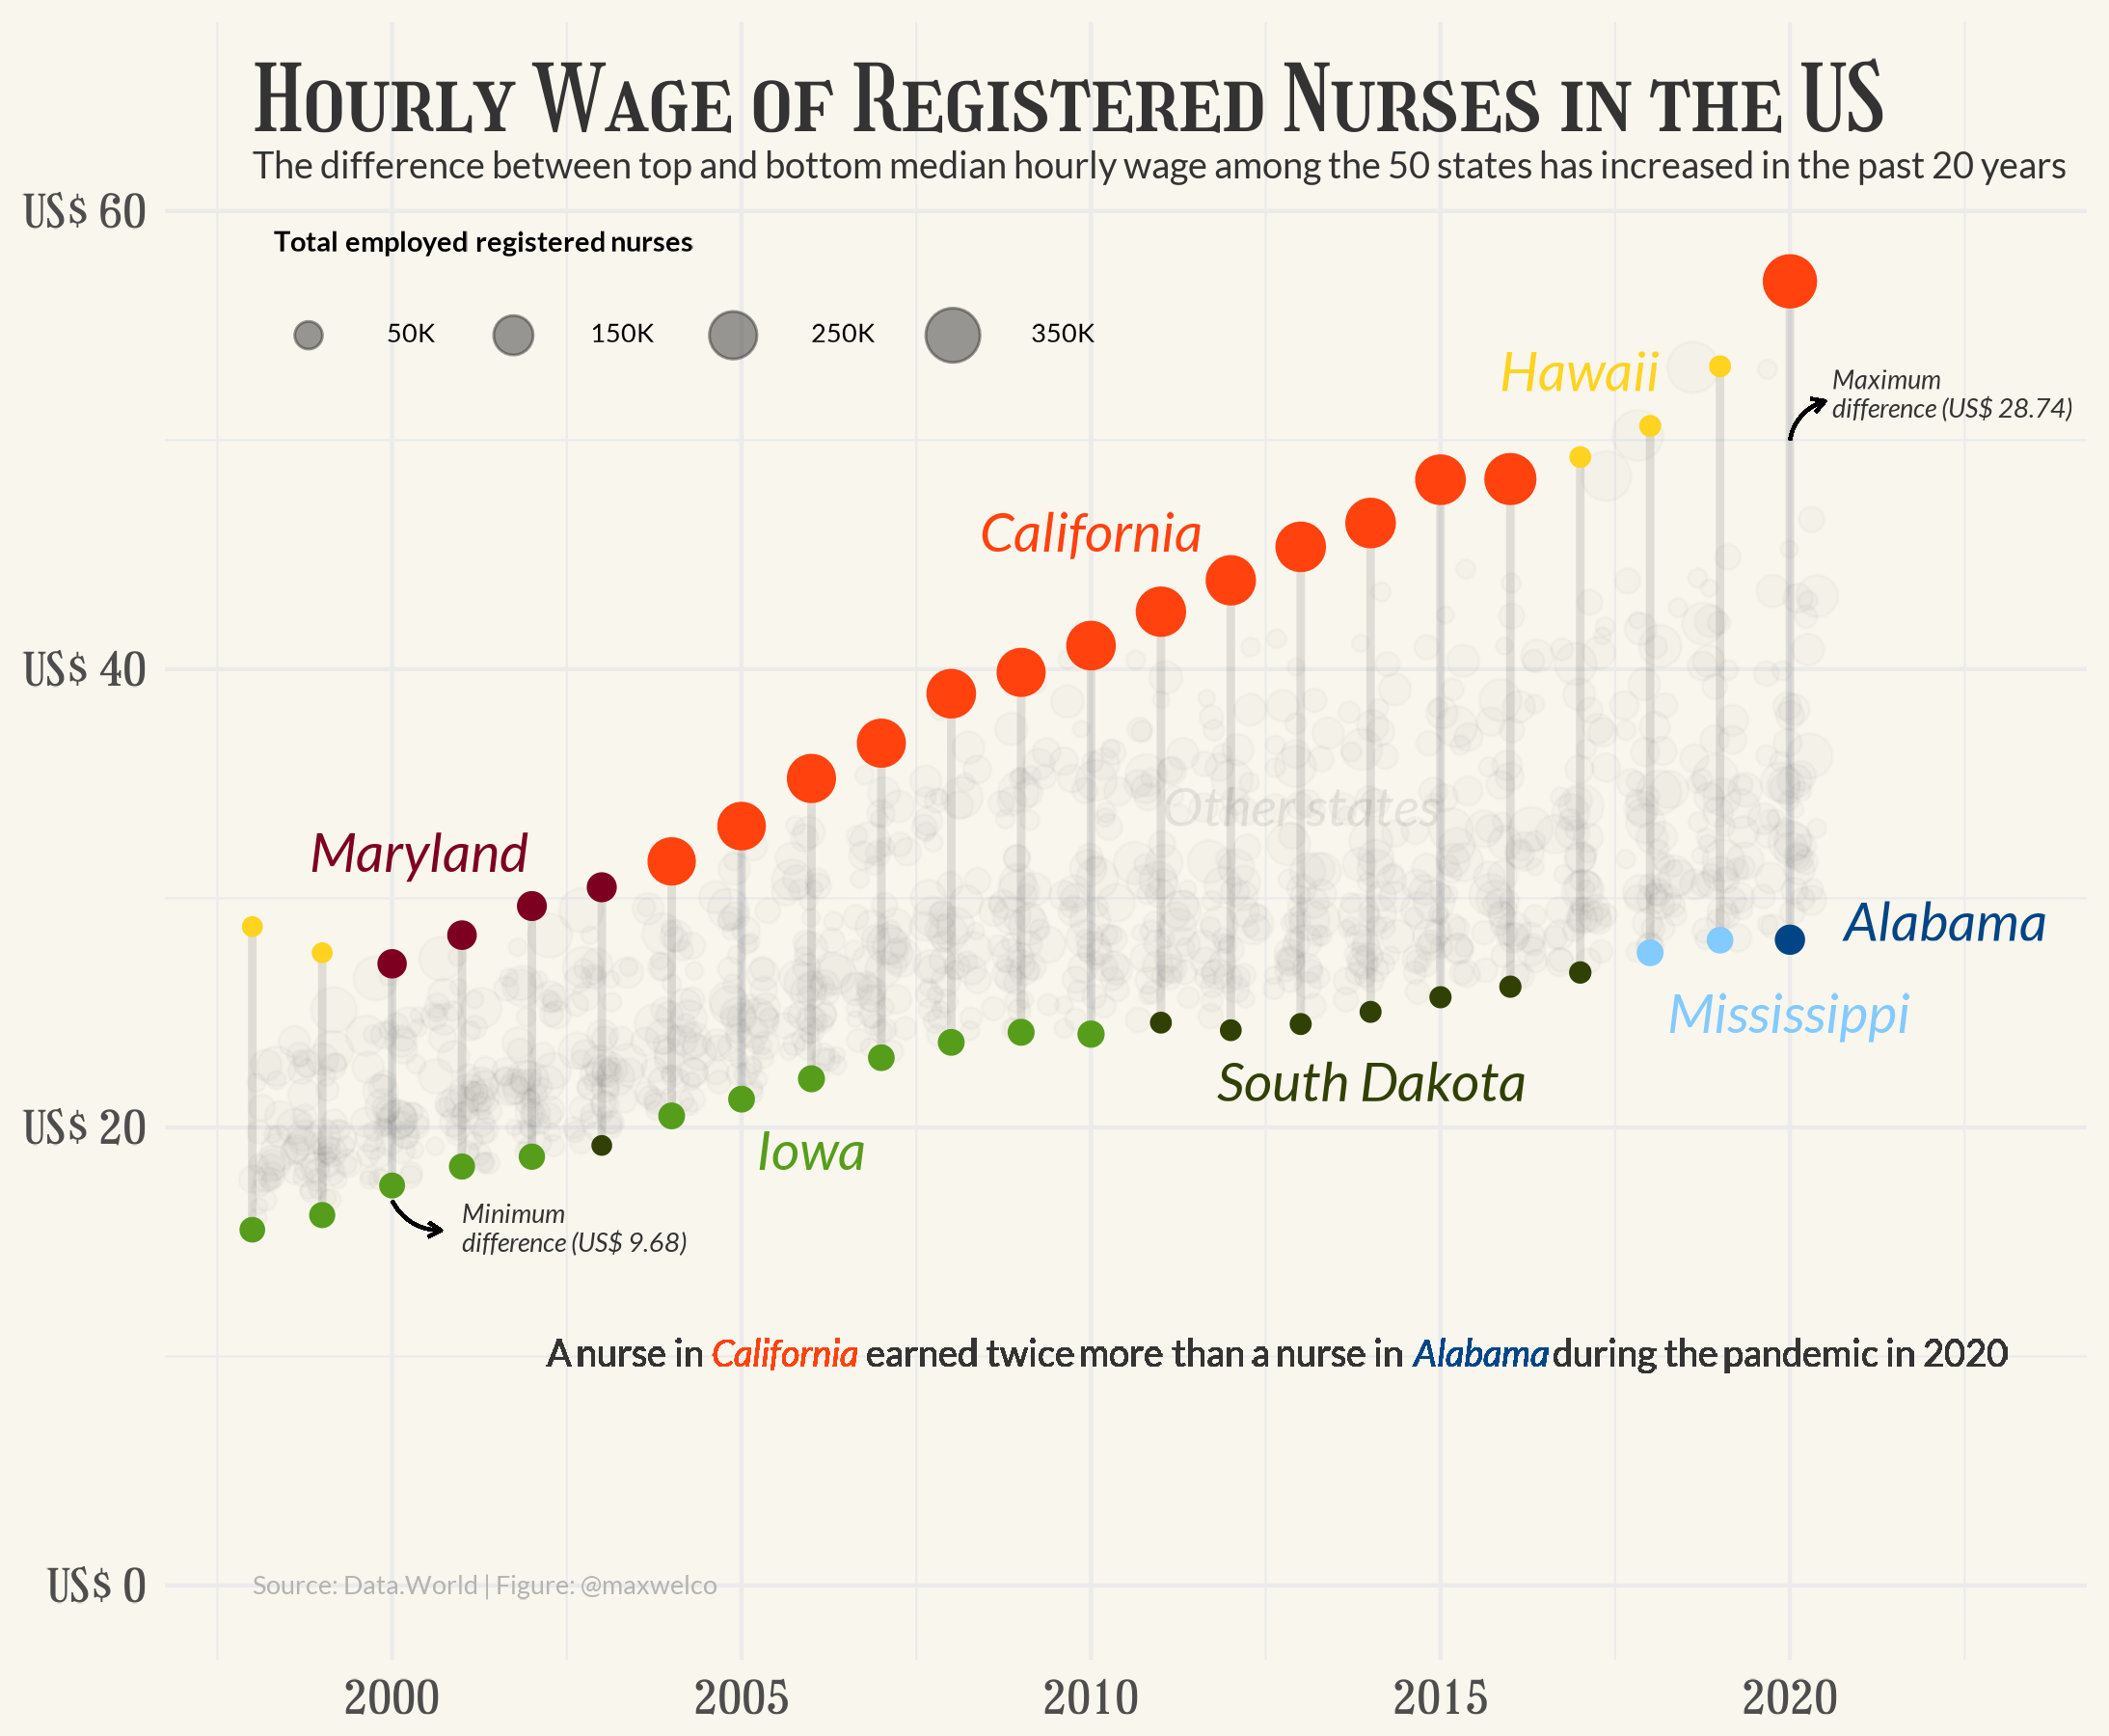 Hourly Wage of Registered Nurses in the US
The difference between top and bottom median hourly wage among the 50 states has increased in the past 20 years
US$ 60
Total employed registered nurses
50K 150K 250K 350K
Hawaii
Maximum
difference (US$ 28.74)
California
US$ 40
Other states
Maryland
Alabama
Mississippi
South Dakota
US$ 20
Iowa
Minimum
difference (US$ 9.68)
A nurse in California earned twice more than a nurse in Alabama during the pandemic in 2020
US$ 0
Source: Data.World | Figure: @maxwelco
2000 2005 2010 2015 2020